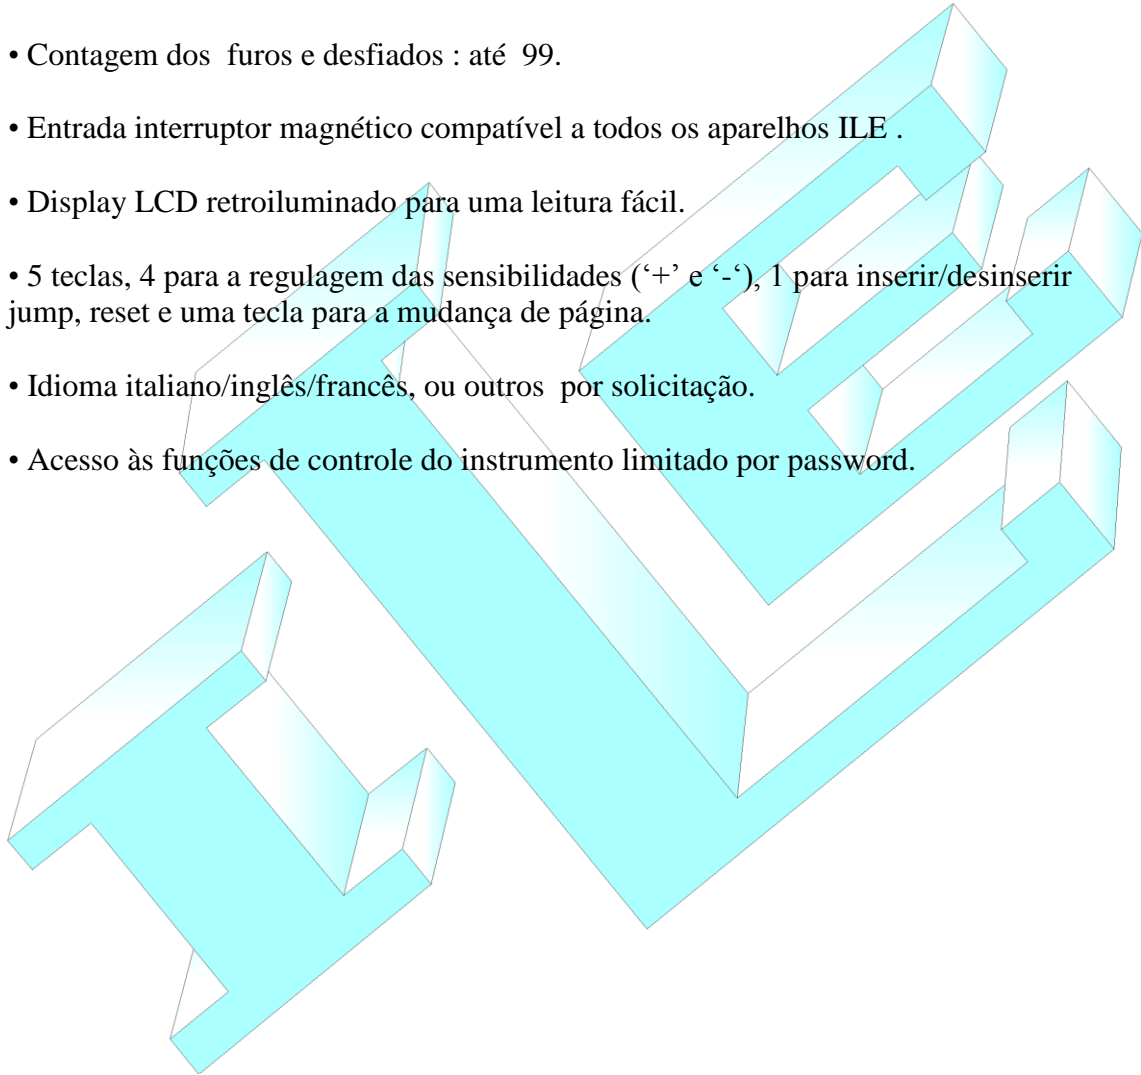 • Contagem dos  furos e desfiados : até  99.
• Entrada interruptor magnético compatível a todos os aparelhos ILE .
• Display LCD retroiluminado para uma leitura fácil.
• 5 teclas, 4 para a regulagem das sensibilidades (‘+’ e ‘-‘), 1 para inserir/desinserir
jump, reset e uma tecla para a mudança de página.
• Idioma italiano/inglês/francês, ou outros  por solicitação.
• Acesso às funções de controle do instrumento limitado por password.
ILE